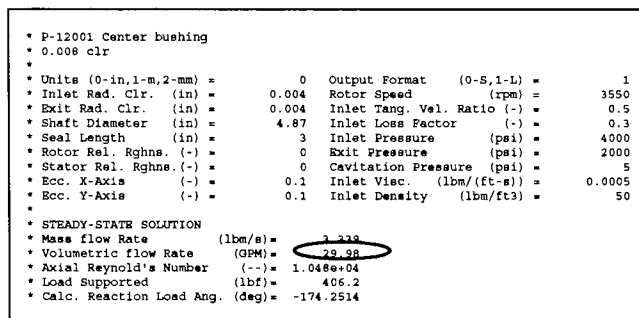 * P-12001 Center bushing
* 0.008 clr
*
* Units (0-in,1-m,2-mm) = 0 Output Format (0-S,1-L) = 1
* Inlet Rad. Clr. (in) = 0.004 Rotor Speed (rpm) = 3550
* Exit Rad. Clr. (in) = 0.004 Inlet Tang. Vel. Ratio (-) = 0.5
* Shaft Diameter (in) = 4.87 Inlet Loss Factor (-) = 0.3
* Seal Length (in) = 3 Inlet Pressure (psi) = 4000
* Rotor Rel. Rghns. (-) = 0 Exit Pressure (psi) = 2000
* Stator Rel. Rghns. (-) = 0 Cavitation Pressure (psi) = 5
* Ecc. X-Axis (-) = 0.1 Inlet Visc. (lbm/(ft-s)) = 0.0005
* Ecc. Y-Axis (-) = 0.1 Inlet Density (lbm/ft3) = 50
*
* STEADY-STATE SOLUTION
* Mass flow Rate (lbm/s)= 3.339
* Volumetric flow Rate (GPM)= 29.98
* Axial Reynold's Number (--)= 1.048e+04
* Load Supported (lbf)= 406.2
* Calc. Reaction Load Ang. (deg)= -174.2514